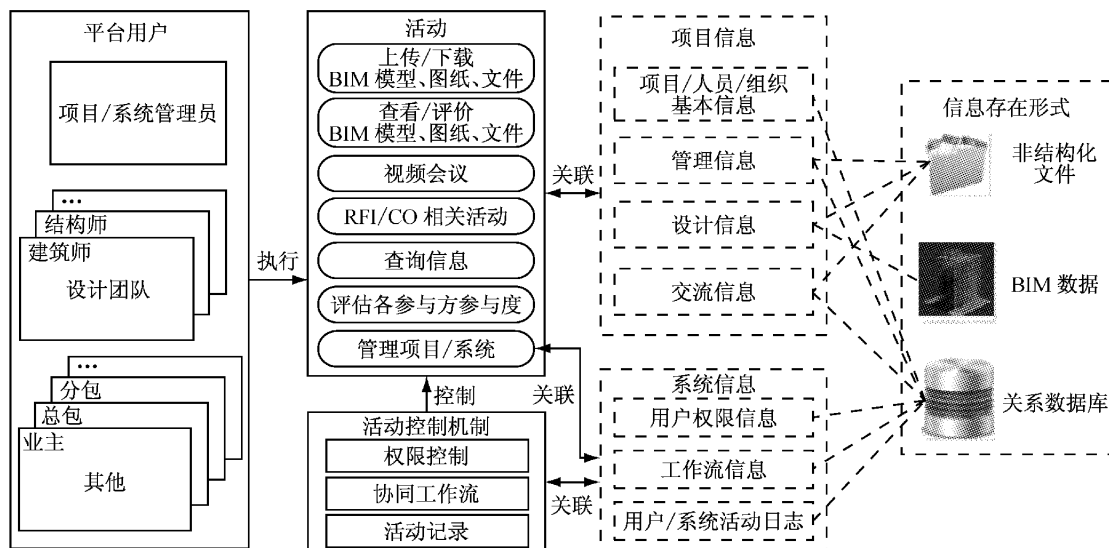 平台用户
项目/系统管理员
...
结构师
建筑师
设计团队
...
分包
总包
业主
其他
执行
活动
上传/下载
BIM 模型、图纸、文件
查看/评价
BIM 模型、图纸、文件
视频会议
RFI/CO 相关活动
查询信息
评估各参与方参与度
管理项目/系统
控制
活动控制机制
权限控制
协同工作流
活动记录
关联
关联
关联
项目信息
项目/人员/组织
基本信息
管理信息
设计信息
交流信息
系统信息
用户权限信息
工作流信息
用户/系统活动日志
信息存在形式
非结构化
文件
BIM 数据
关系数据库